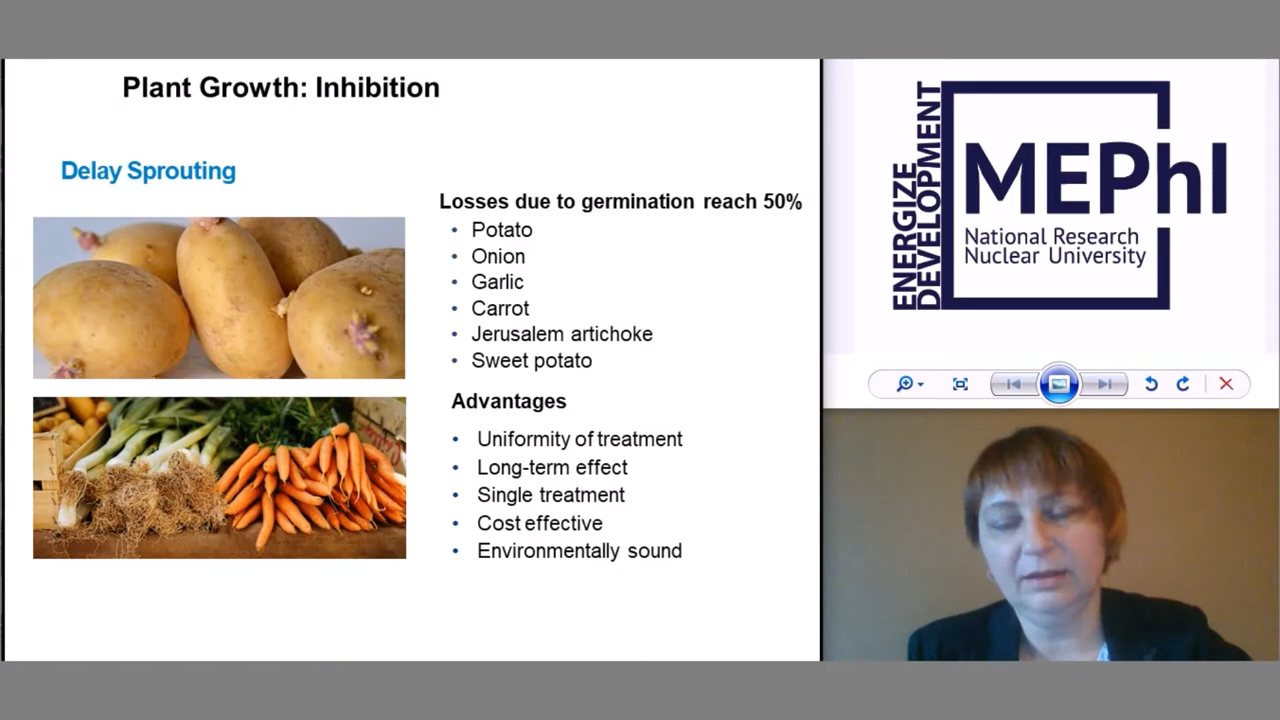 Plant Growth: Inhibition
Delay Sprouting
Losses due to germination reach 50%
• Potato
• Onion
• Garlic
• Carrot
• Jerusalem artichoke
• Sweet potato
Advantages
• Uniformity of treatment
• Long-term effect
• Single treatment
• Cost effective
• Environmentally sound
ENERGIZE
DEVELOPMENT
MEPhI
National Research
Nuclear University